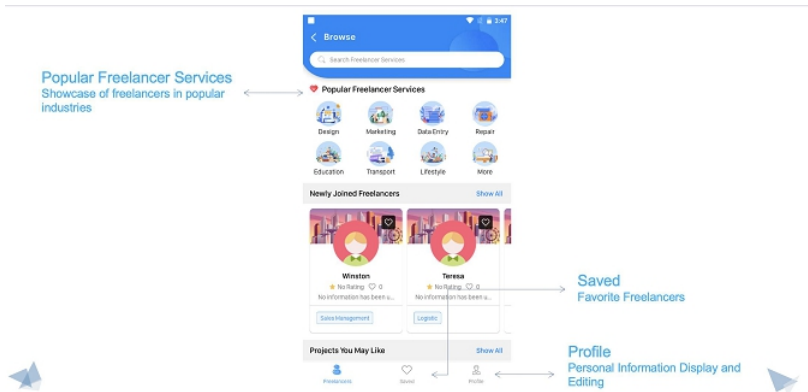 3:47
Browse
Search Freelancer Services
Popular Freelancer Services
Showcase of freelancers in popular
industries
Popular Freelancer Services
Design Marketing Data Entry Repair
Education Transport Lifestyle More
Newly Joined Freelancers Show All
Winston Teresa
No Rating 0 No Rating 0
No information has been u... No information has been u...
Sales Management Logistic
Saved
Favorite Freelancers
Projects You May Like Show All
Freelancers Saved Profile
Profile
Personal Information Display and
Editing